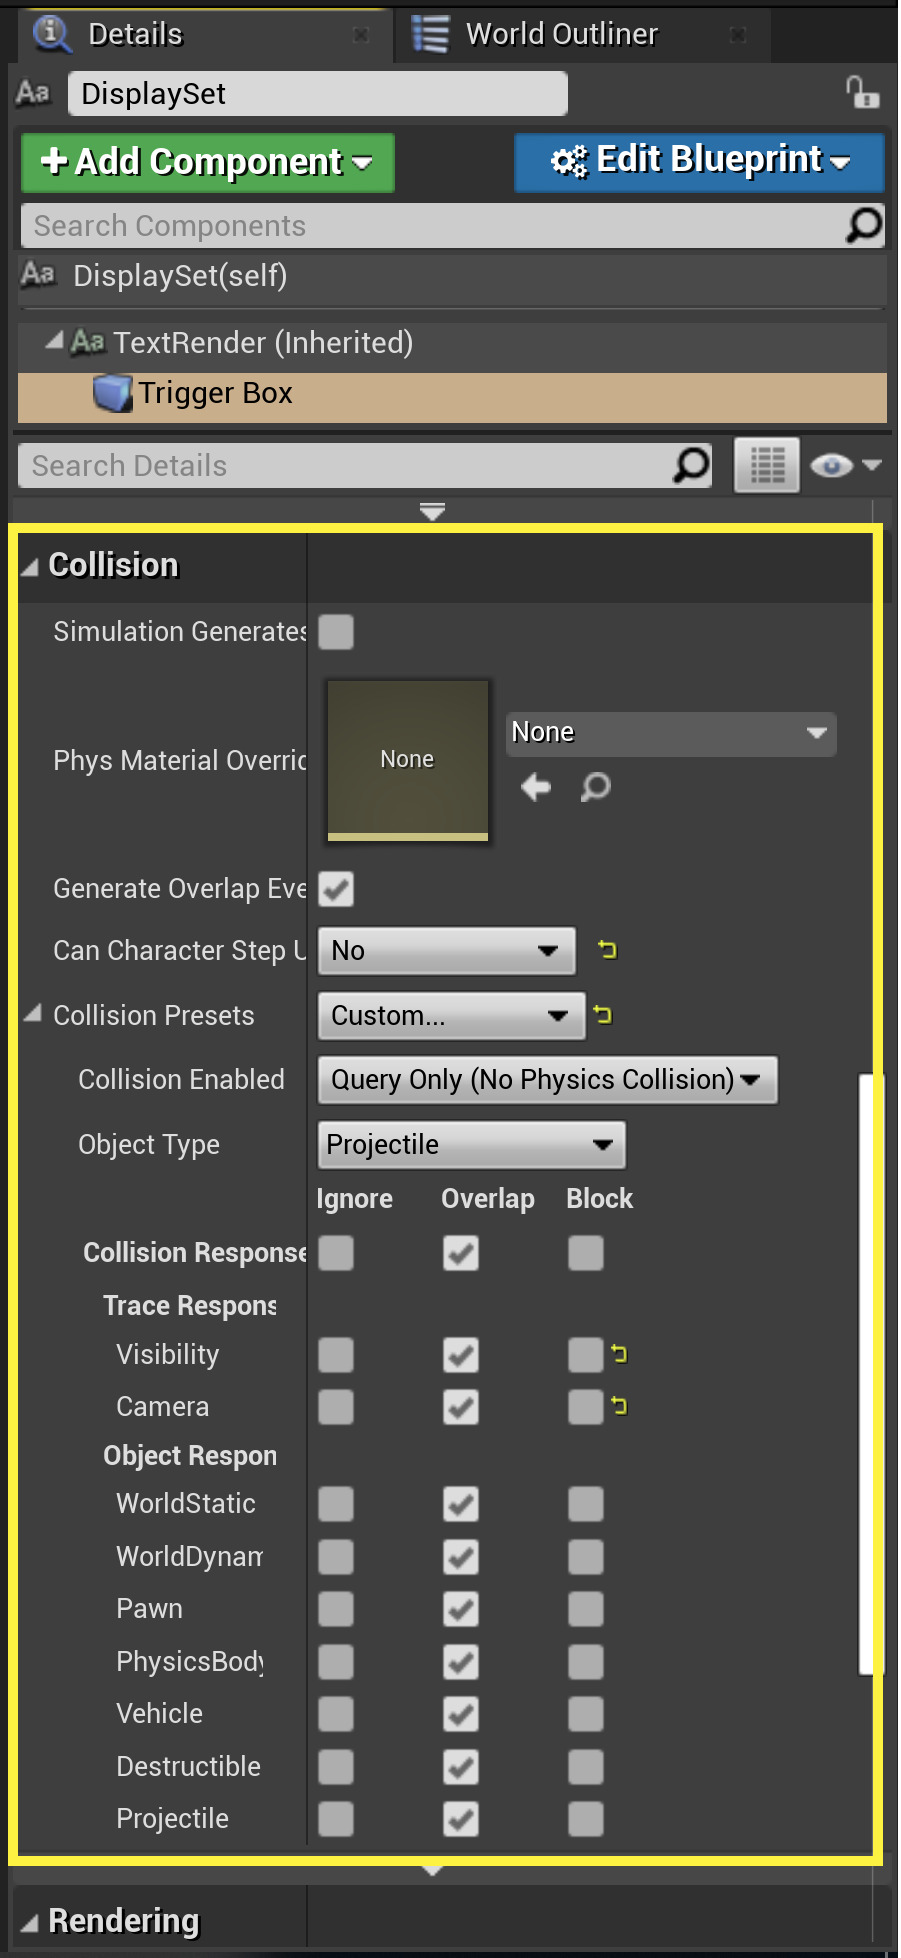 Details
World Outliner
Aa
DisplaySet
Add Component
Edit Blueprint
Search Components
Aa DisplaySet(self)
Aa TextRender (Inherited)
Trigger Box
Search Details
Collision
Simulation Generates
Phys Material Overric
None
None
Generate Overlap Eve
Can Character Step U
No
Collision Presets
Custom...
Collision Enabled
Query Only (No Physics Collision)
Object Type
Projectile
Ignore Overlap Block
Collision Response
Trace Respons
Visibility
Camera
Object Respon
WorldStatic
WorldDynam
Pawn
PhysicsBody
Vehicle
Destructible
Projectile
Rendering